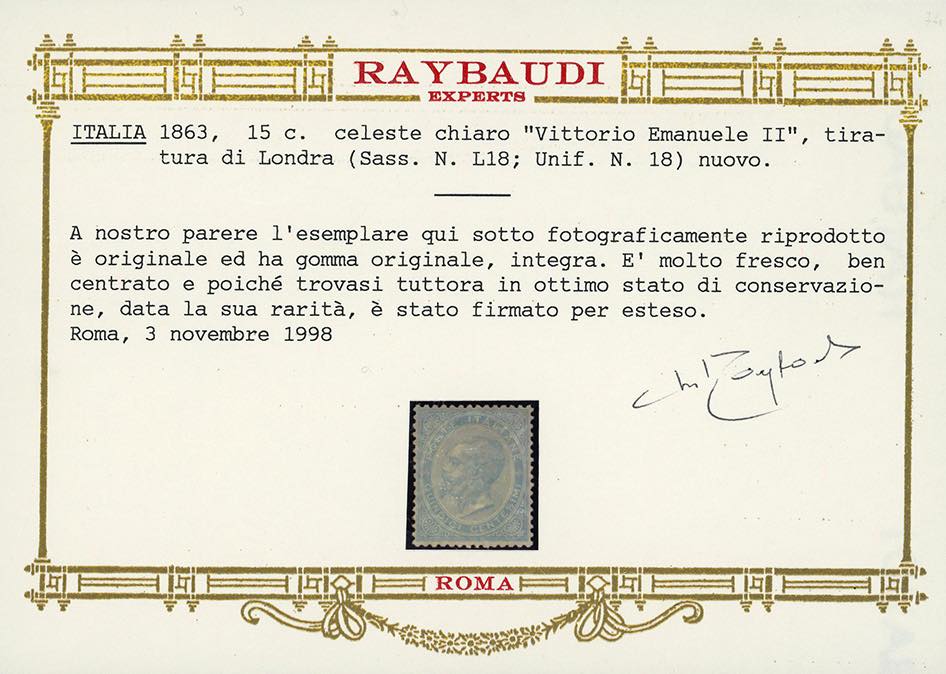 RAYBAUDI
EXPERTS
ITALIA 1863, 15 c. celeste chiaro "Vittorio Emanuele II", tira-
tura di Londra (Sass. N. L18; Unif. N. 18) nuovo.
A nostro parere l'esemplare qui sotto fotograficamente riprodotto
è originale ed ha gomma originale, integra. E' molto fresco, ben
centrato e poiché trovasi tuttora in ottimo stato di conservazio-
ne, data la sua rarità, è stato firmato per esteso.
Roma, 3 novembre 1998
ITALIANE
QUINDICI CENTESIMI
ROMA